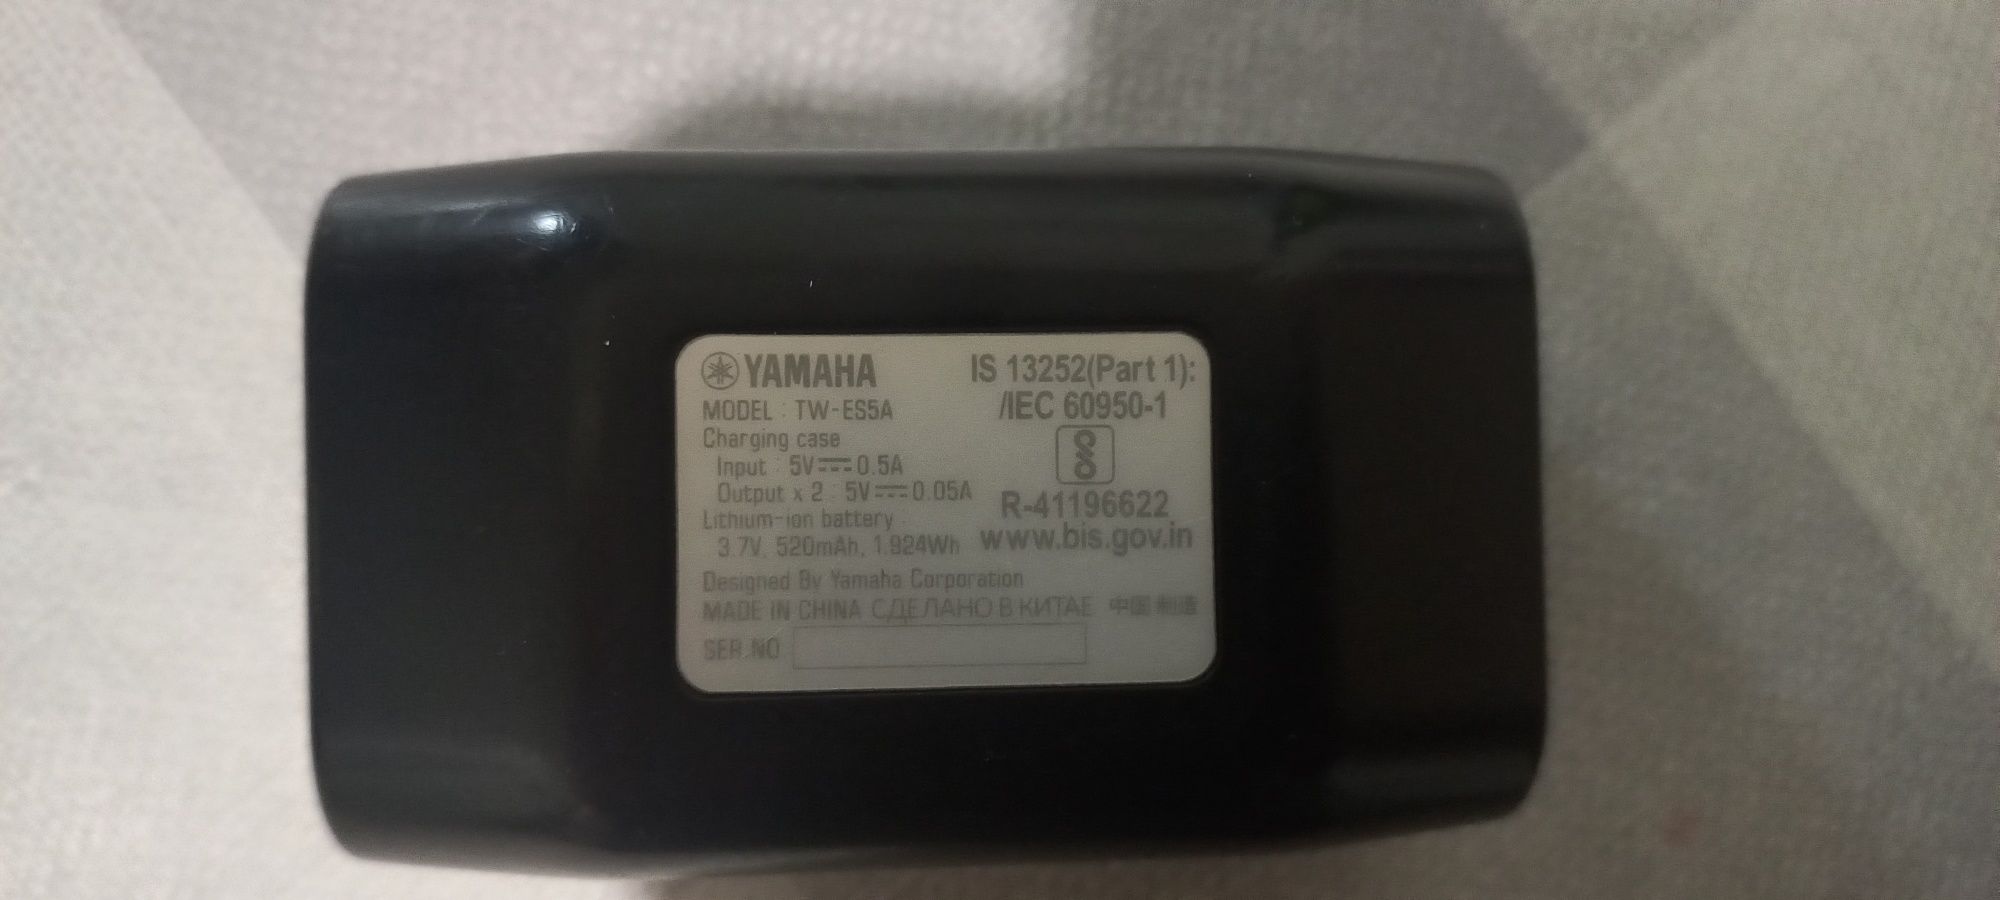 YAMAHA
MODEL : TW-ES5A
Charging case
Input : 5V⎓0.5A
Output x 2 : 5V⎓0.05A
Lithium-ion battery
3.7V, 520mAh, 1.924Wh
IS 13252(Part 1):
/IEC 60950-1
R-41196622
www.bis.gov.in
Designed By Yamaha Corporation
MADE IN CHINA СДЕЛАНО В КИТАЕ 中国制造
SER.NO